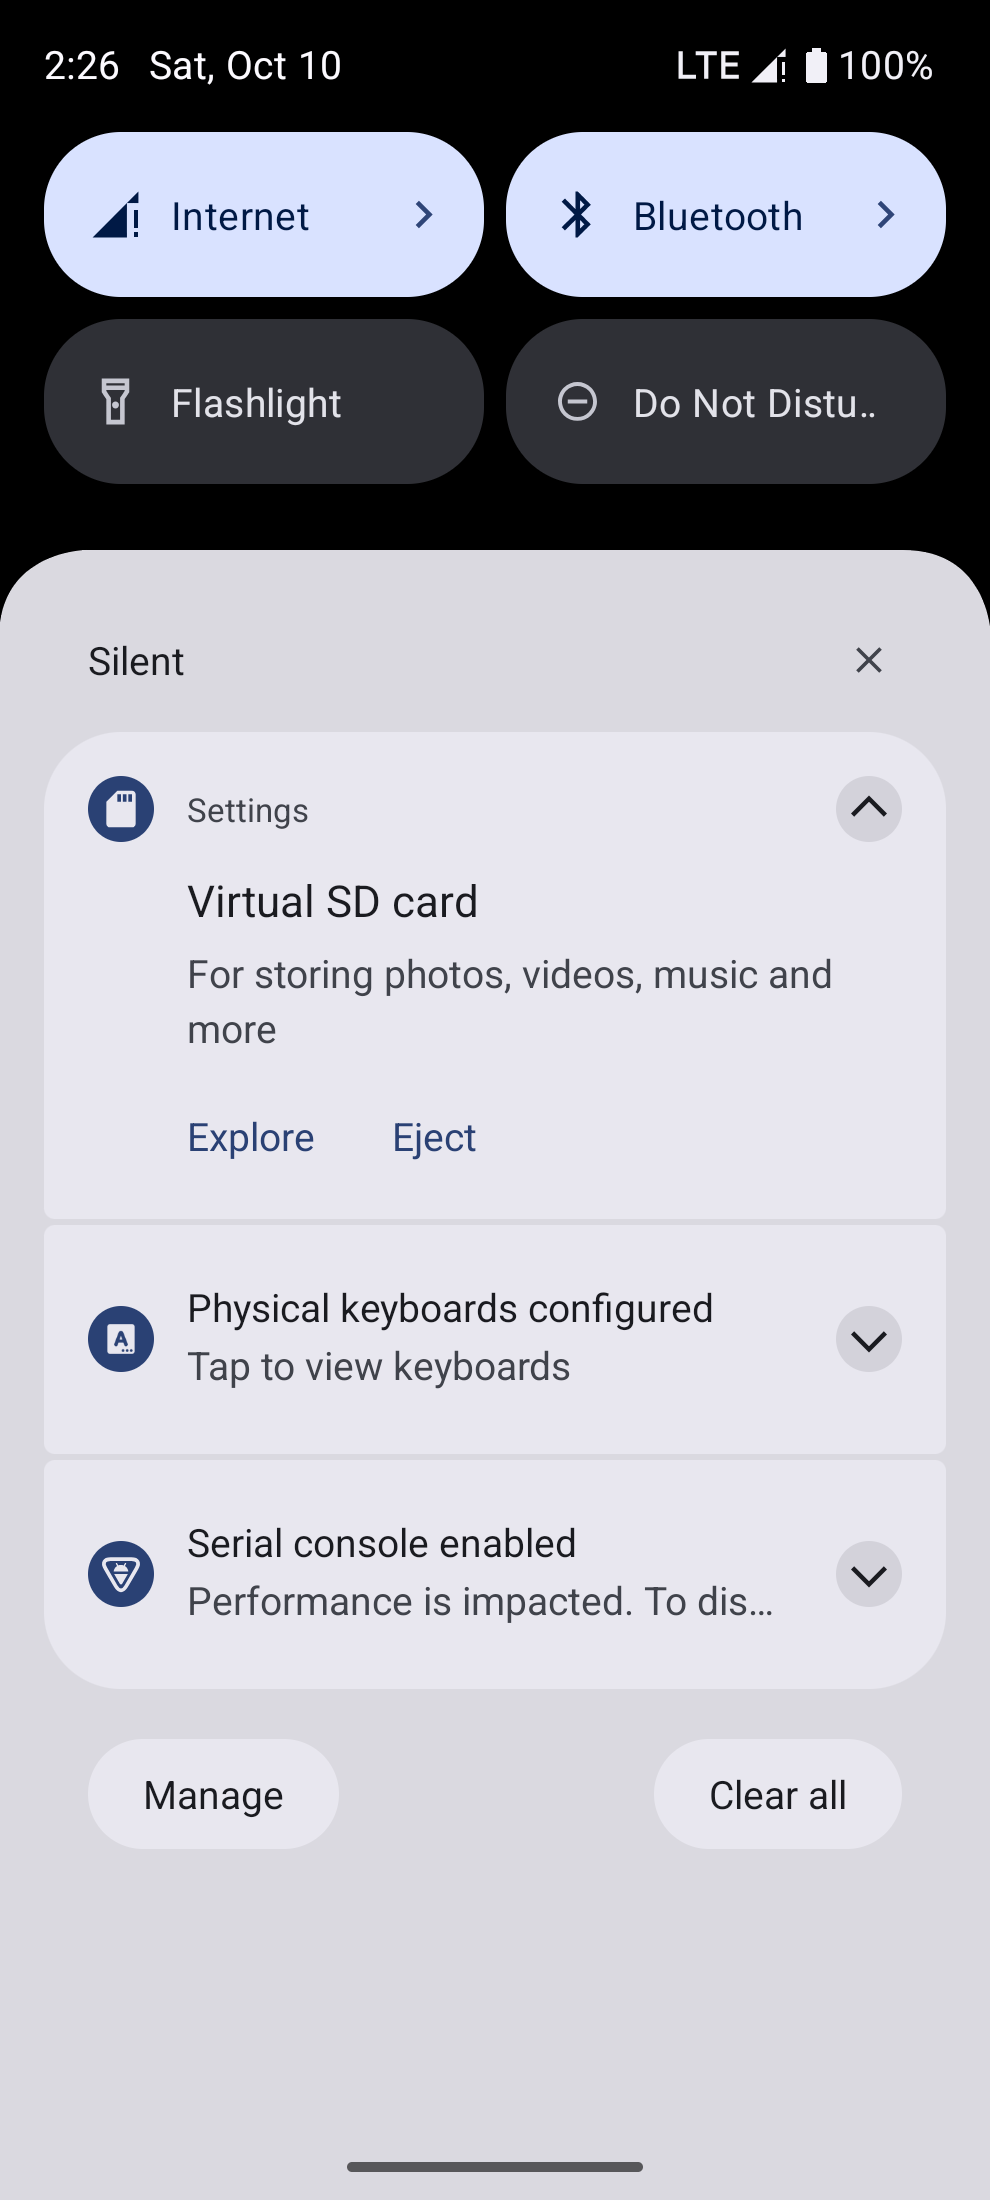 2:26 Sat, Oct 10 LTE 100%
Internet
Bluetooth
Flashlight
Do Not Distu..
Silent
Settings
Virtual SD card
For storing photos, videos, music and
more
Explore Eject
Physical keyboards configured
Tap to view keyboards
Serial console enabled
Performance is impacted. To dis...
Manage
Clear all